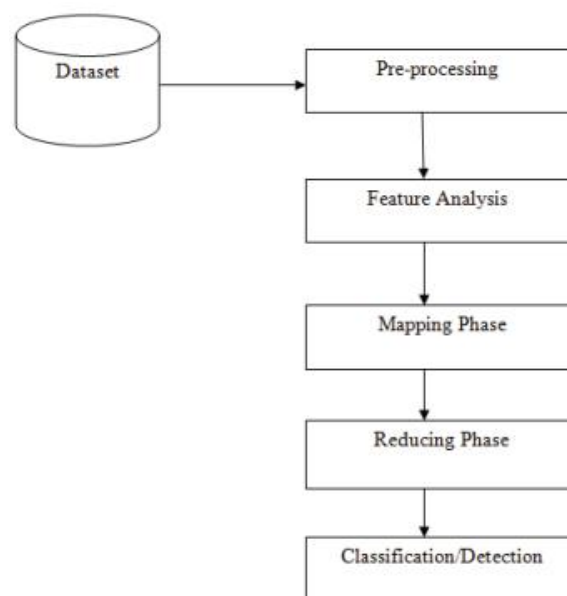 Dataset
Pre-processing
Feature Analysis
Mapping Phase
Reducing Phase
Classification/Detection